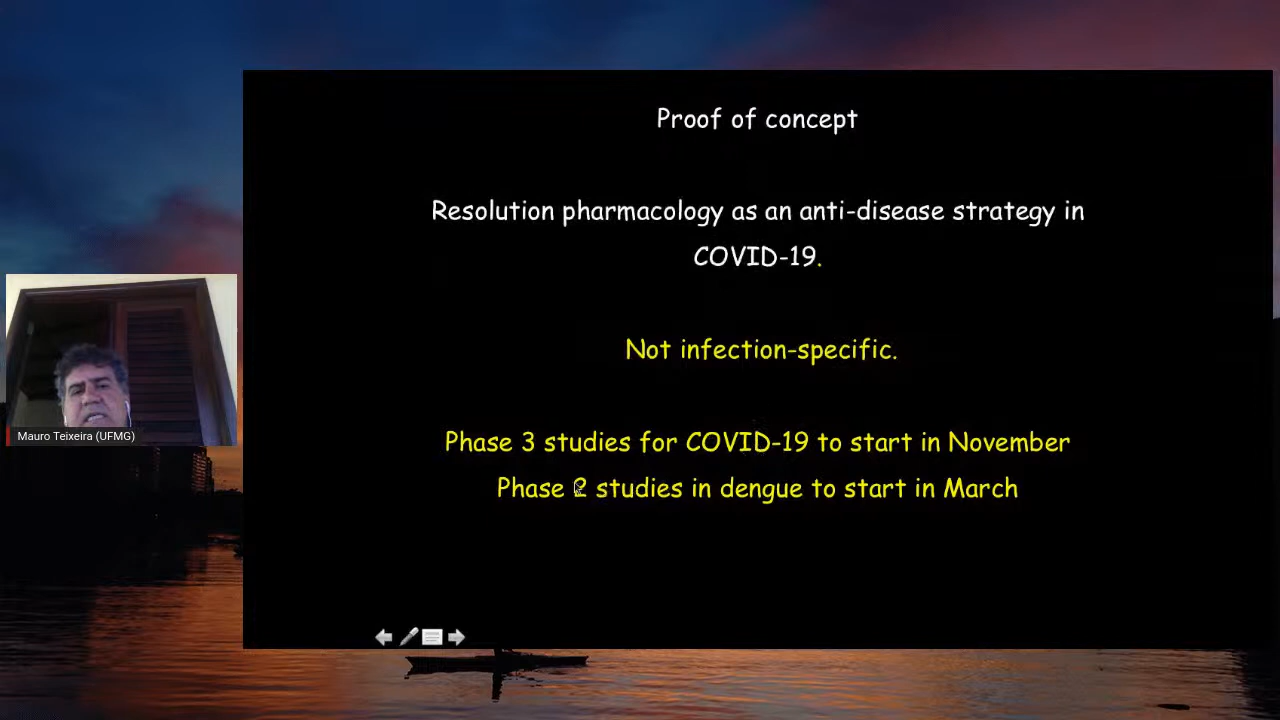 Proof of concept
Resolution pharmacology as an anti-disease strategy in
COVID-19.
Not infection-specific.
Phase 3 studies for COVID-19 to start in November
Phase studies in dengue to start in March
Mauro Teixeira (UFMG)